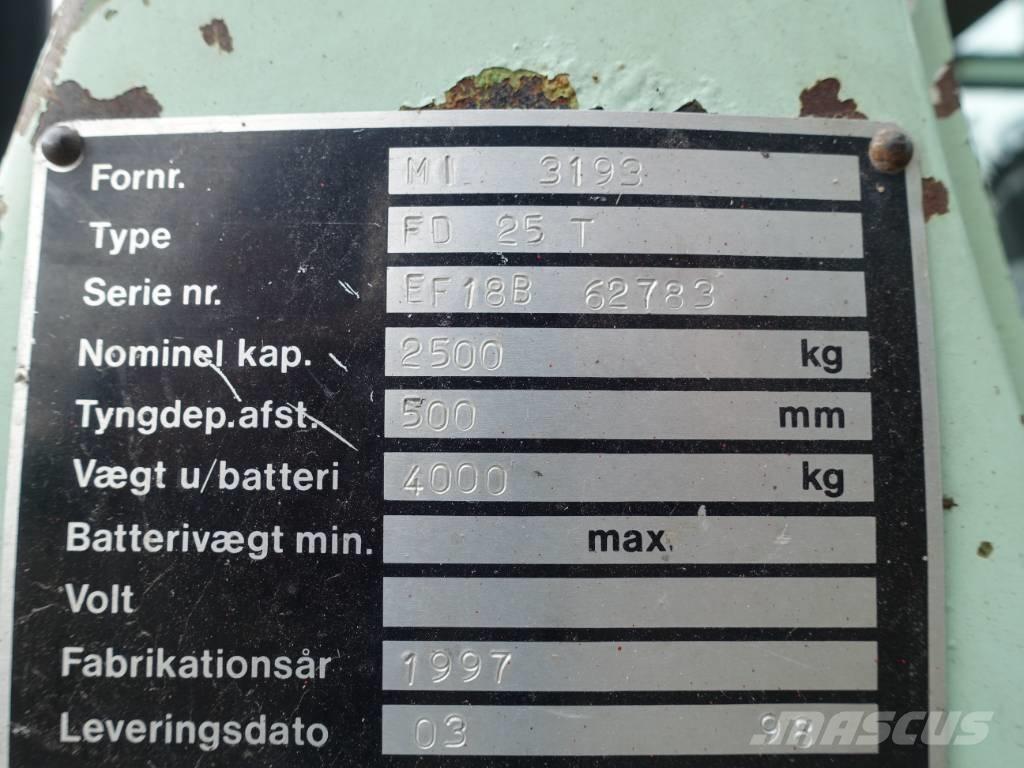 Fornr. MI 3193
Type FD 25 T
Serie nr. EF18B 62783
Nominel kap. 2500 kg
Tyngdep.afst. 500 mm
Vægt u/batteri 4000 kg
Batterivægt min. max.
Volt
Fabrikationsår 1997
Leveringsdato 03 98
MASCUS